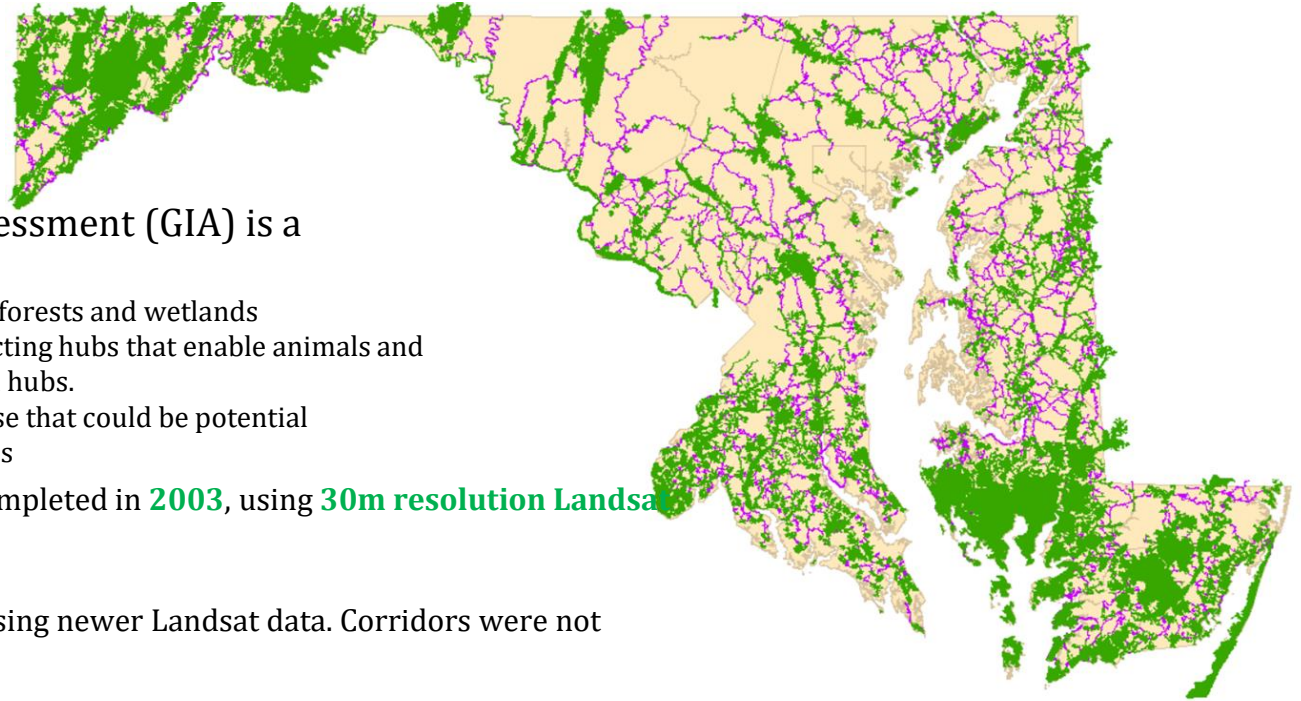 essment (GIA) is a
forests and wetlands
cting hubs that enable animals and
hubs.
se that could be potential
s
mpleted in 2003, using 30m resolution Landsat
sing newer Landsat data. Corridors were not